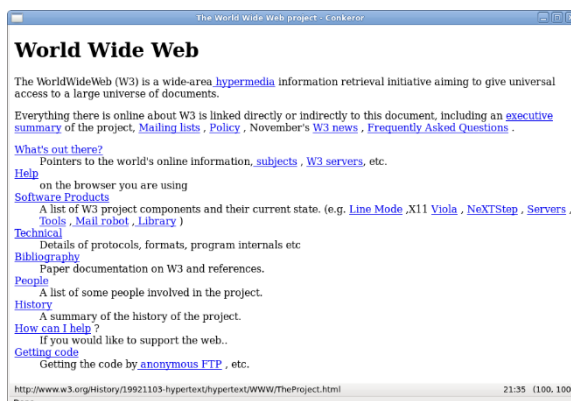 The World Wide Web project - Conkeror
World Wide Web
The WorldWideWeb (W3) is a wide-area hypermedia information retrieval initiative aiming to give universal
access to a large universe of documents.
Everything there is online about W3 is linked directly or indirectly to this document, including an executive
summary of the project, Mailing lists , Policy , November's W3 news , Frequently Asked Questions .
What's out there?
Pointers to the world's online information, subjects , W3 servers, etc.
Help
on the browser you are using
Software Products
A list of W3 project components and their current state. (e.g. Line Mode ,X11 Viola , NeXTStep , Servers ,
Tools , Mail robot , Library )
Technical
Details of protocols, formats, program internals etc
Bibliography
Paper documentation on W3 and references.
People
A list of some people involved in the project.
History
A summary of the history of the project.
How can I help ?
If you would like to support the web..
Getting code
Getting the code by anonymous FTP , etc.
http://www.w3.org/History/19921103-hypertext/hypertext/WWW/TheProject.html 21:35 (100, 100